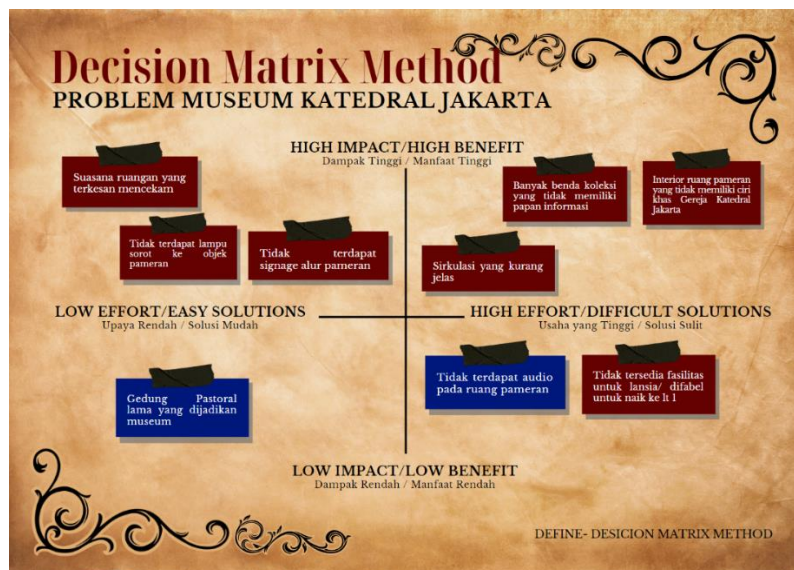 Decision Matrix Method
PROBLEM MUSEUM KATEDRAL JAKARTA
HIGH IMPACT/HIGH BENEFIT
Dampak Tinggi / Manfaat Tinggi
Suasana ruangan yang
terkesan mencekam
Tidak terdapat lampu
sorot ke objek
pameran
Tidak terdapat
signage alur pameran
Banyak benda koleksi
yang tidak memiliki
papan informasi
Interior ruang pameran
yang tidak memiliki ciri
khas Gereja Katedral
Jakarta
Sirkulasi yang kurang
jelas
LOW EFFORT/EASY SOLUTIONS
Upaya Rendah / Solusi Mudah
HIGH EFFORT/DIFFICULT SOLUTIONS
Usaha yang Tinggi / Solusi Sulit
Gedung Pastoral
lama yang dijadikan
museum
Tidak terdapat audio
pada ruang pameran
Tidak tersedia fasilitas
untuk lansia/ difabel
untuk naik ke lt 1
LOW IMPACT/LOW BENEFIT
Dampak Rendah / Manfaat Rendah
DEFINE- DESICION MATRIX METHOD